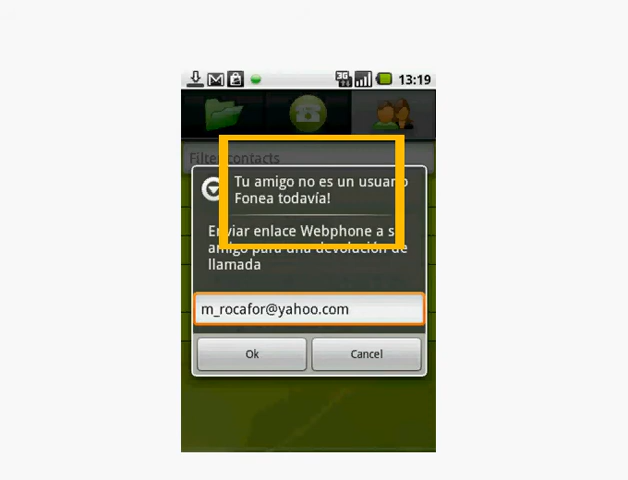 3G
13:19
Filter contacts
Tu amigo no es un usuario
Fonea todavía!
Enviar enlace Webphone a su
amigo para una devolución de
llamada
m_rocafor@yahoo.com
Ok
Cancel